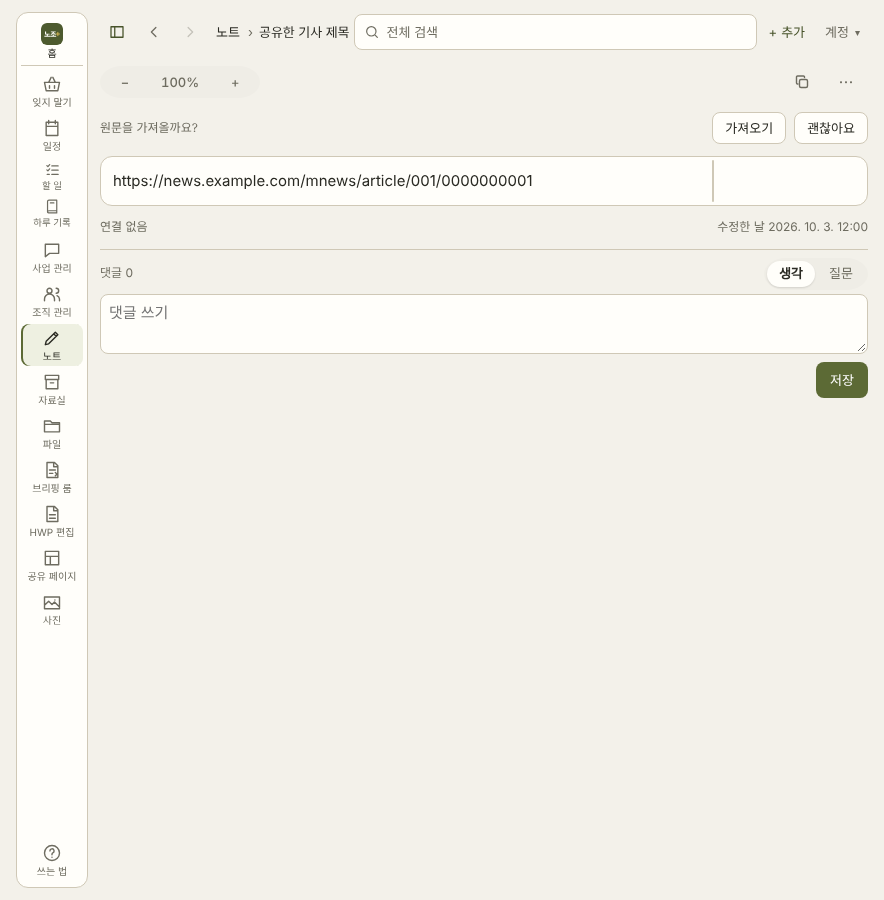 노조+
홈
잊지 말기
일정
할 일
하루 기록
사업 관리
조직 관리
노트
자료실
파일
브리핑 룸
HWP 편집
공유 페이지
사진
쓰는 법
노트 › 공유한 기사 제목
전체 검색
+ 추가
계정 ▾
− 100% +
원문을 가져올까요?
가져오기
괜찮아요
https://news.example.com/mnews/article/001/0000000001
연결 없음
수정한 날 2026. 10. 3. 12:00
댓글 0
생각
질문
댓글 쓰기
저장